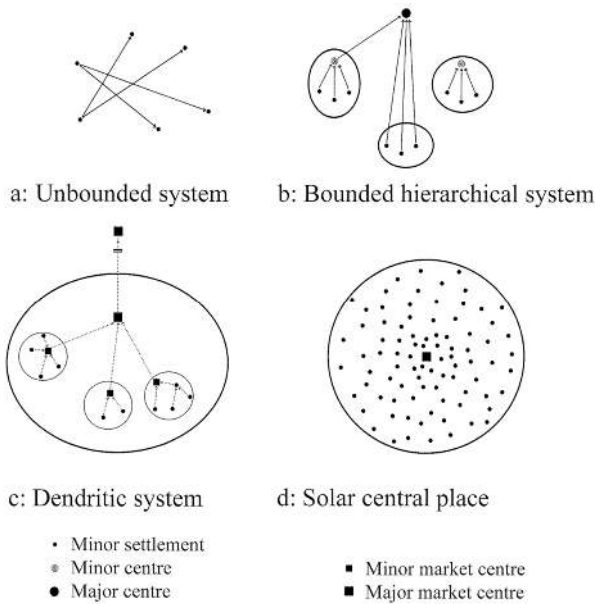 a: Unbounded system
b: Bounded hierarchical system
c: Dendritic system
d: Solar central place
Minor settlement
Minor centre
Major centre
Minor market centre
Major market centre